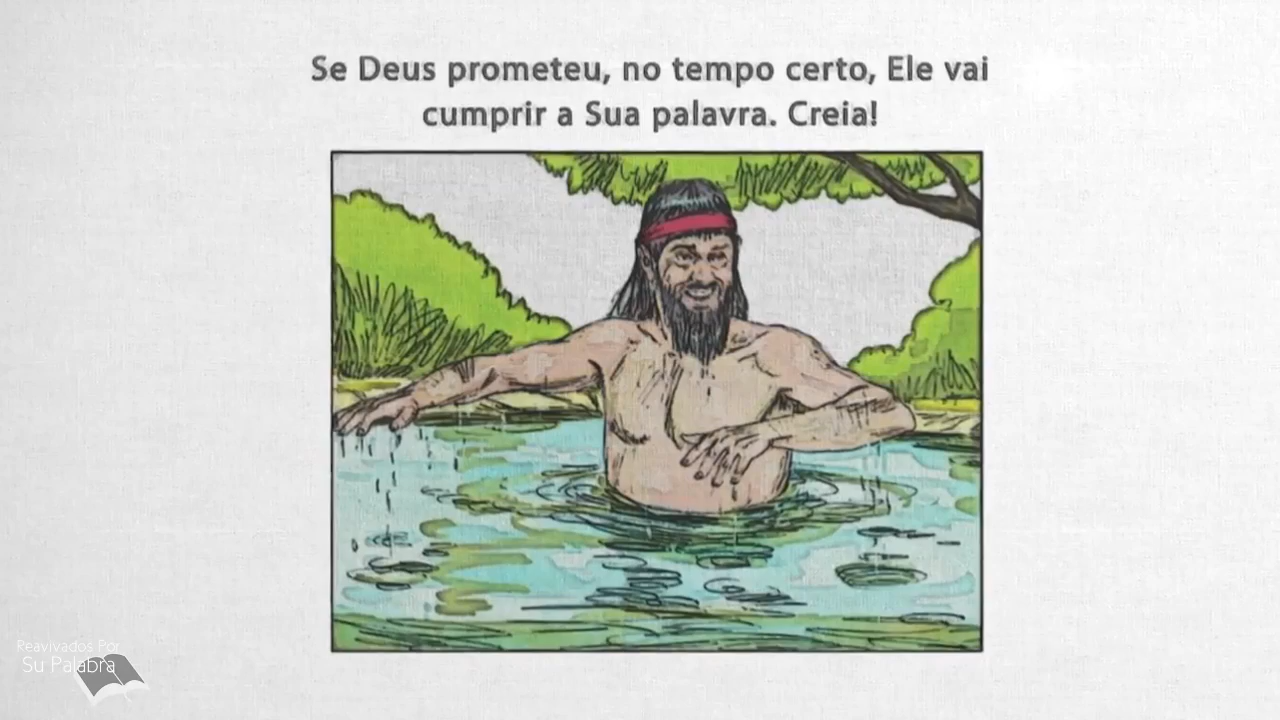 Se Deus prometeu, no tempo certo, Ele vai
cumprir a Sua palavra. Creia!
Reavivados Por
Su Palabra